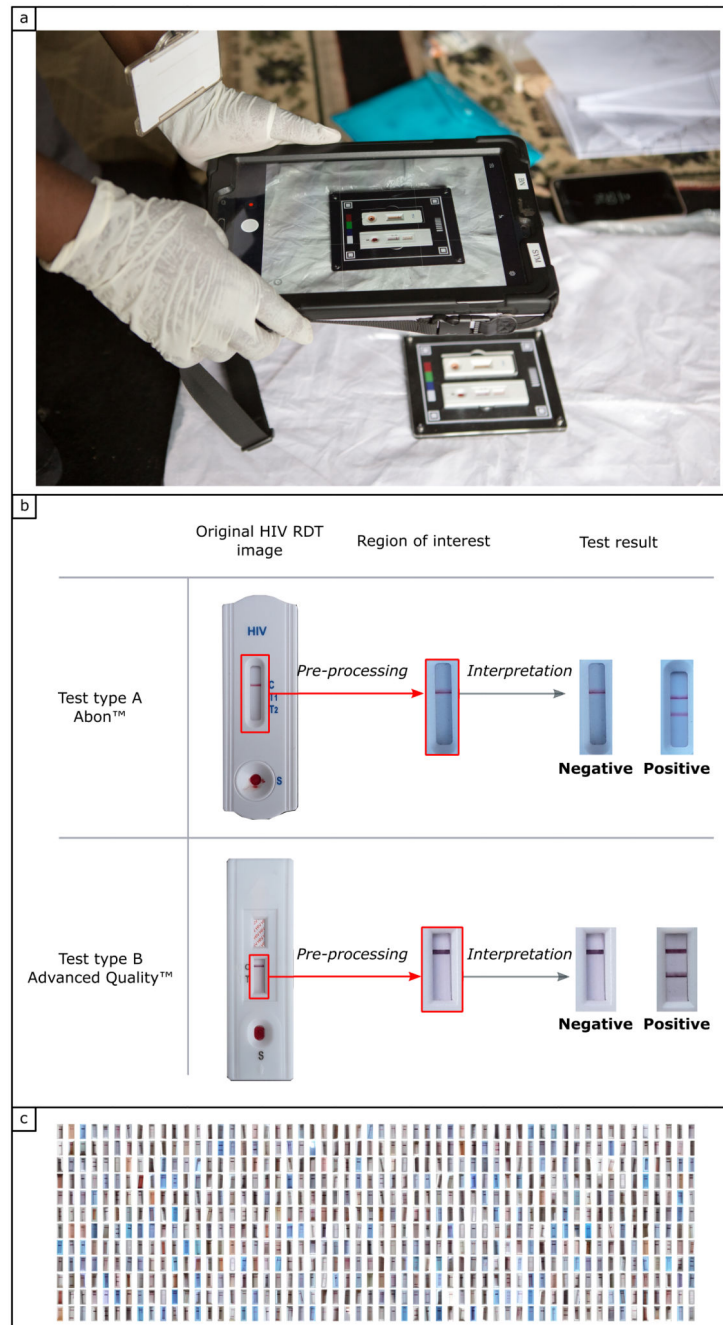 a
SYM
b
Original HIV RDT
image
Region of interest
Test result
HIV
C
T1
T2
S
Test type A
Abon™
Pre-processing
Interpretation
Negative
Positive
C
T
S
Test type B
Advanced Quality™
Pre-processing
Interpretation
Negative
Positive
c